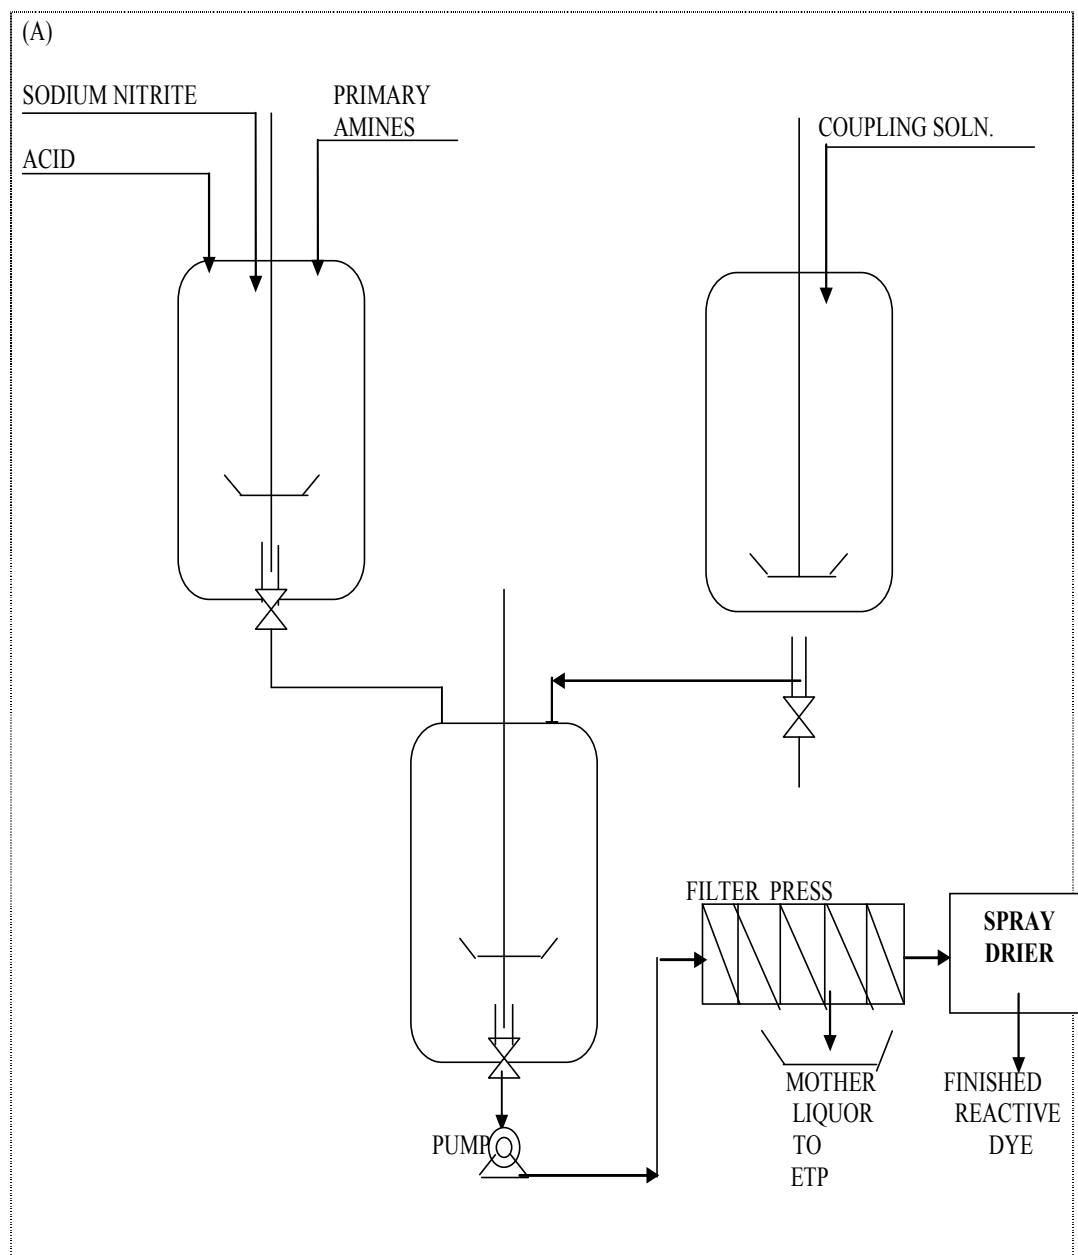 (A)
SODIUM NITRITE
PRIMARY
AMINES
COUPLING SOLN.
ACID
FILTER PRESS
SPRAY
DRIER
MOTHER
LIQUOR
TO
ETP
FINISHED
REACTIVE
DYE
PUMP